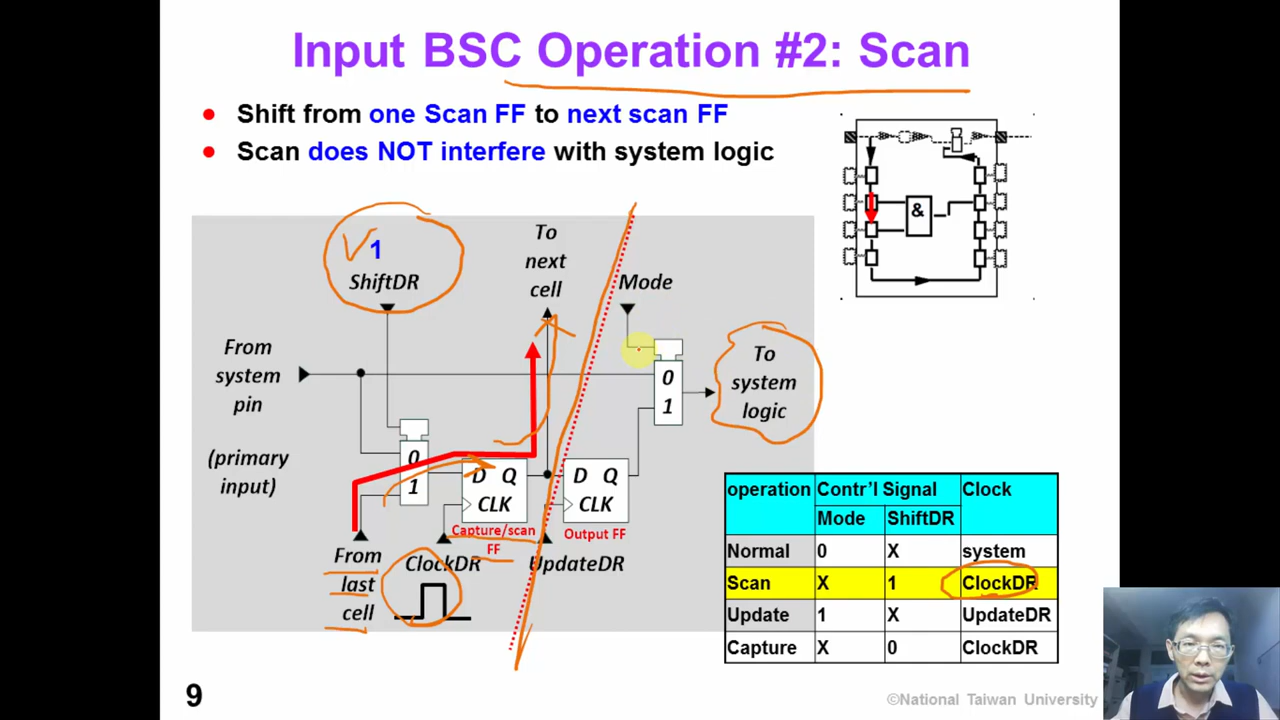 Input BSC Operation #2: Scan
• Shift from one Scan FF to next scan FF
• Scan does NOT interfere with system logic
&
1
ShiftDR
To
next
cell
Mode
From
system
pin
(primary
input)
0
1
D Q
CLK
Capture/scan
FF
D Q
CLK
Output FF
0
1
To
system
logic
From
last
cell
ClockDR
UpdateDR
operation Contr'l Signal Clock
Mode ShiftDR
Normal 0 X system
Scan X 1 ClockDR
Update 1 X UpdateDR
Capture X 0 ClockDR
9
©National Taiwan University